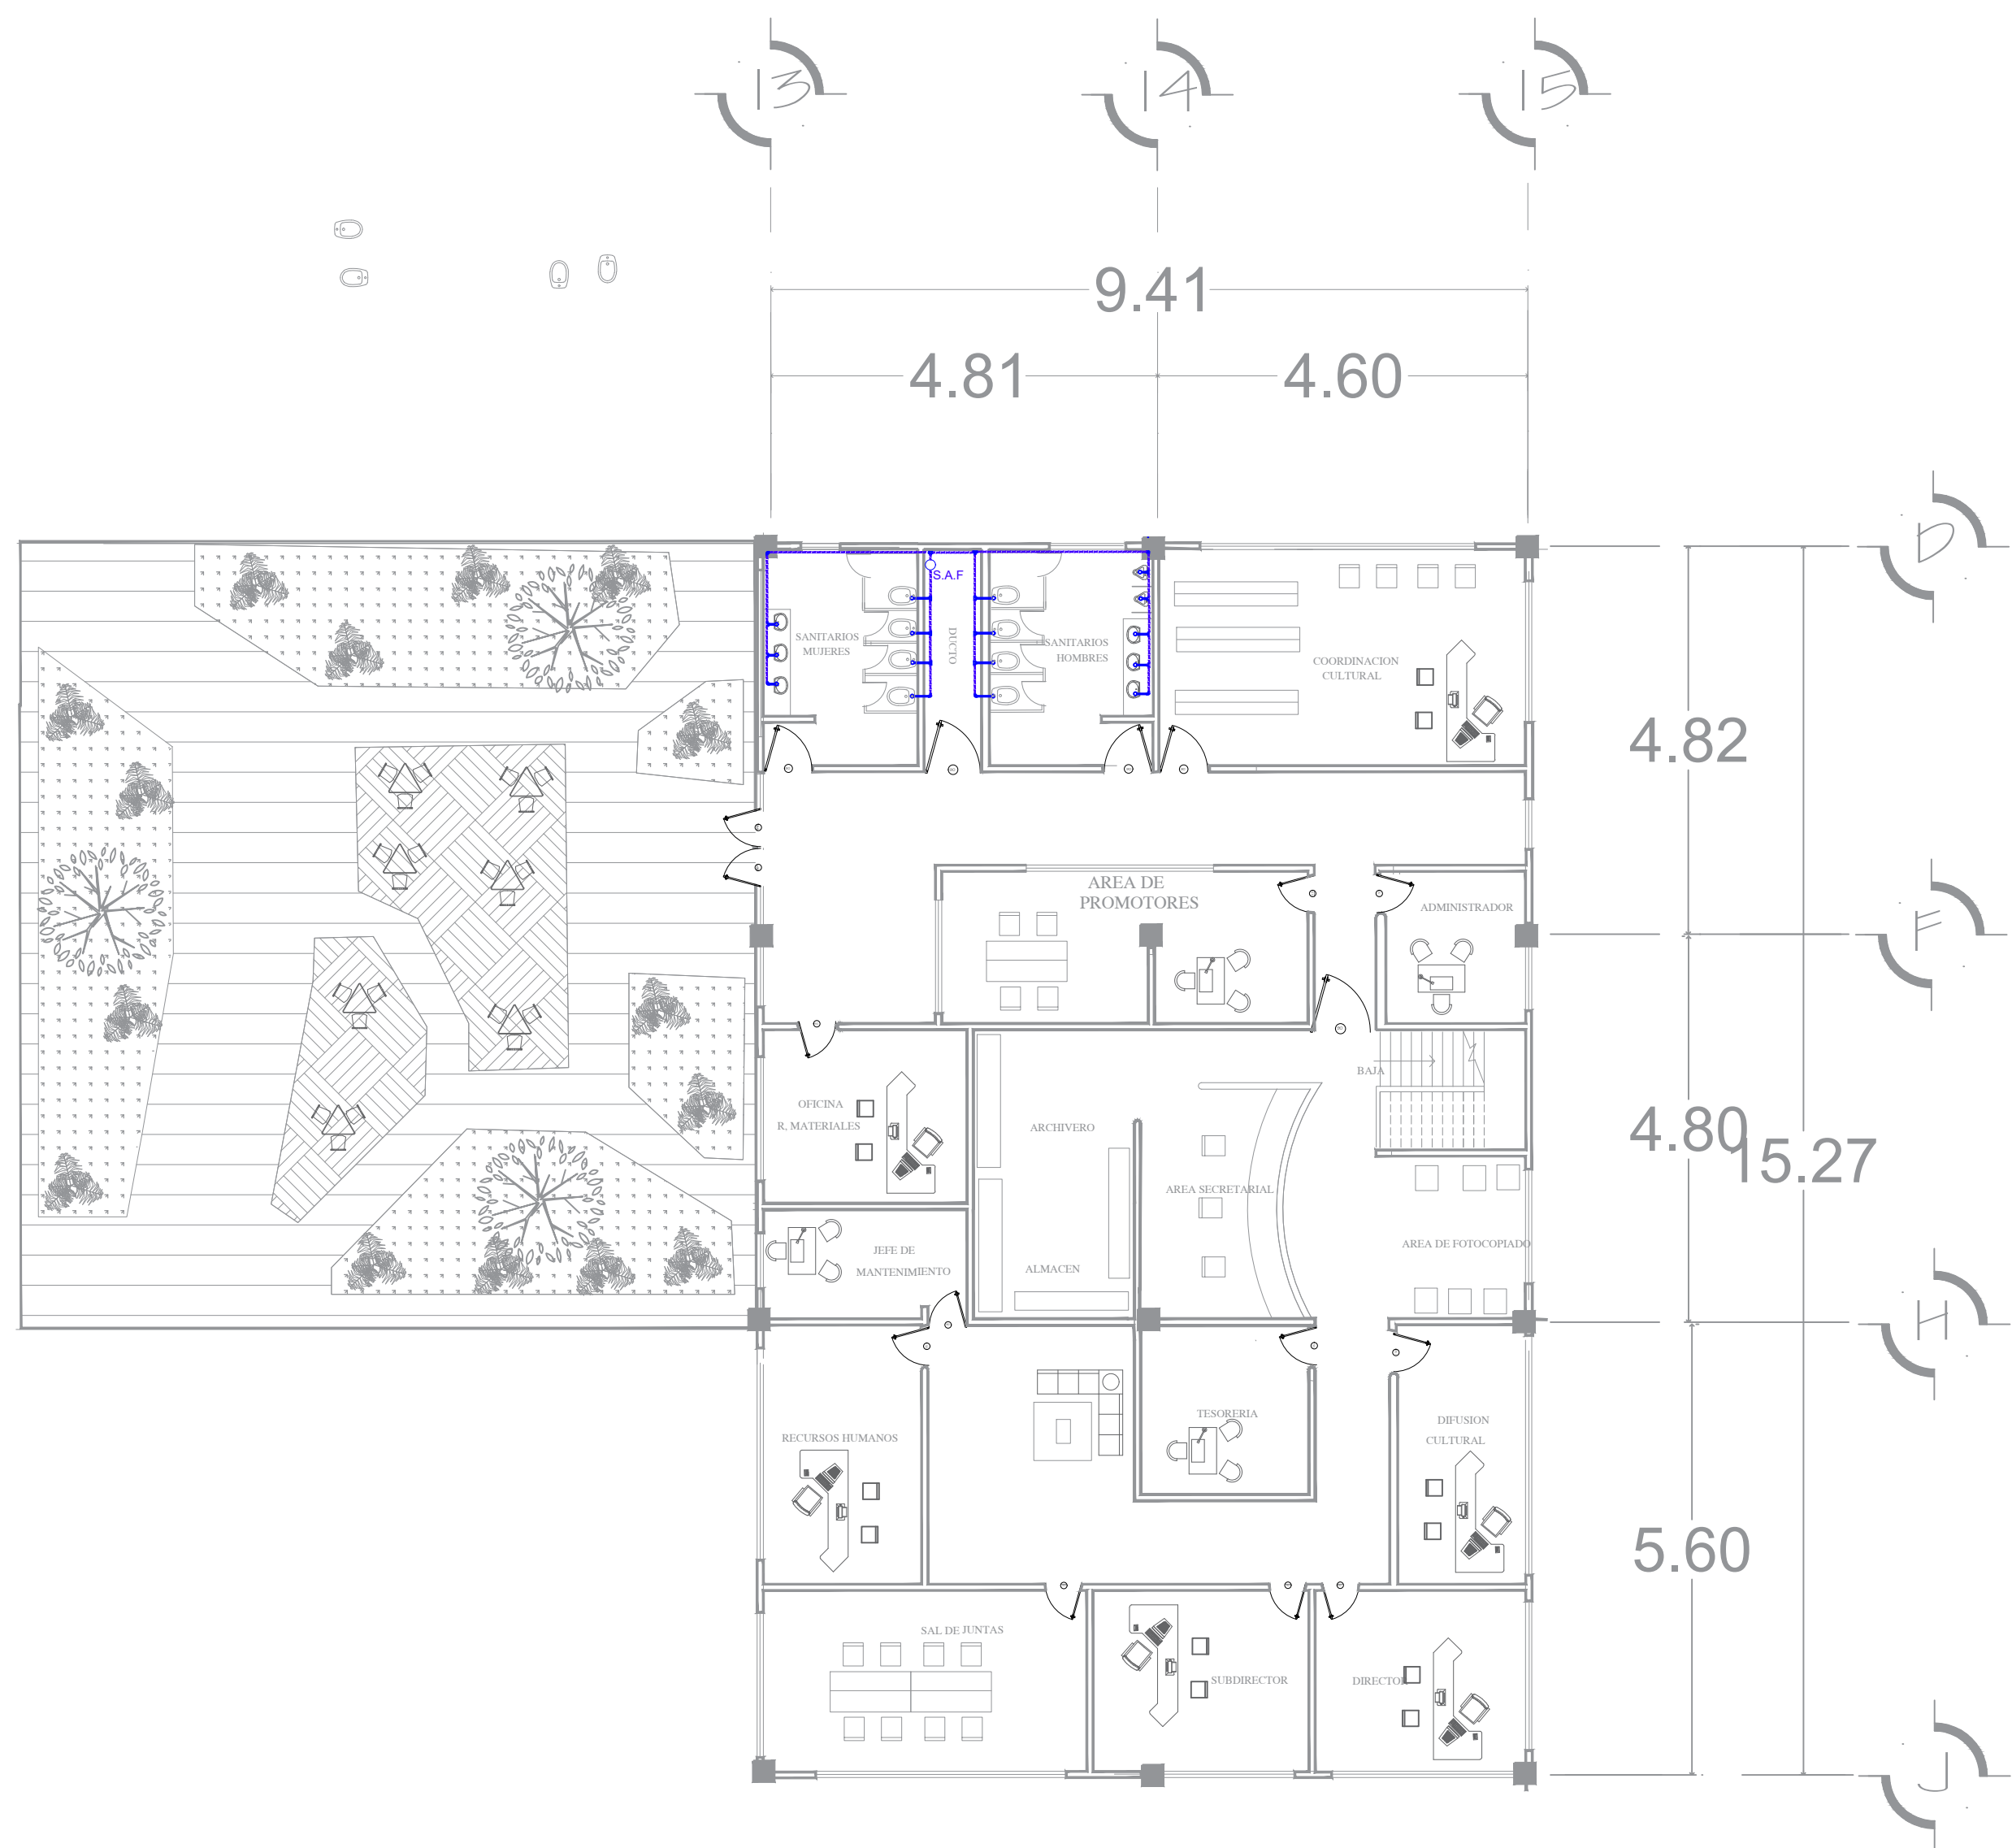 13
14
15
9.41
4.81
4.60
D
S.A.F
SANITARIOS
MUJERES
DUCTO
SANITARIOS
HOMBRES
COORDINACION
CULTURAL
4.82
AREA DE
PROMOTORES
ADMINISTRADOR
F
BAJA
OFICINA
R, MATERIALES
ARCHIVERO
4.80
15.27
AREA SECRETARIAL
AREA DE FOTOCOPIADO
JEFE DE
MANTENIMIENTO
ALMACEN
H
TESORERIA
DIFUSION
CULTURAL
RECURSOS HUMANOS
5.60
SAL DE JUNTAS
SUBDIRECTOR
DIRECTOR
J